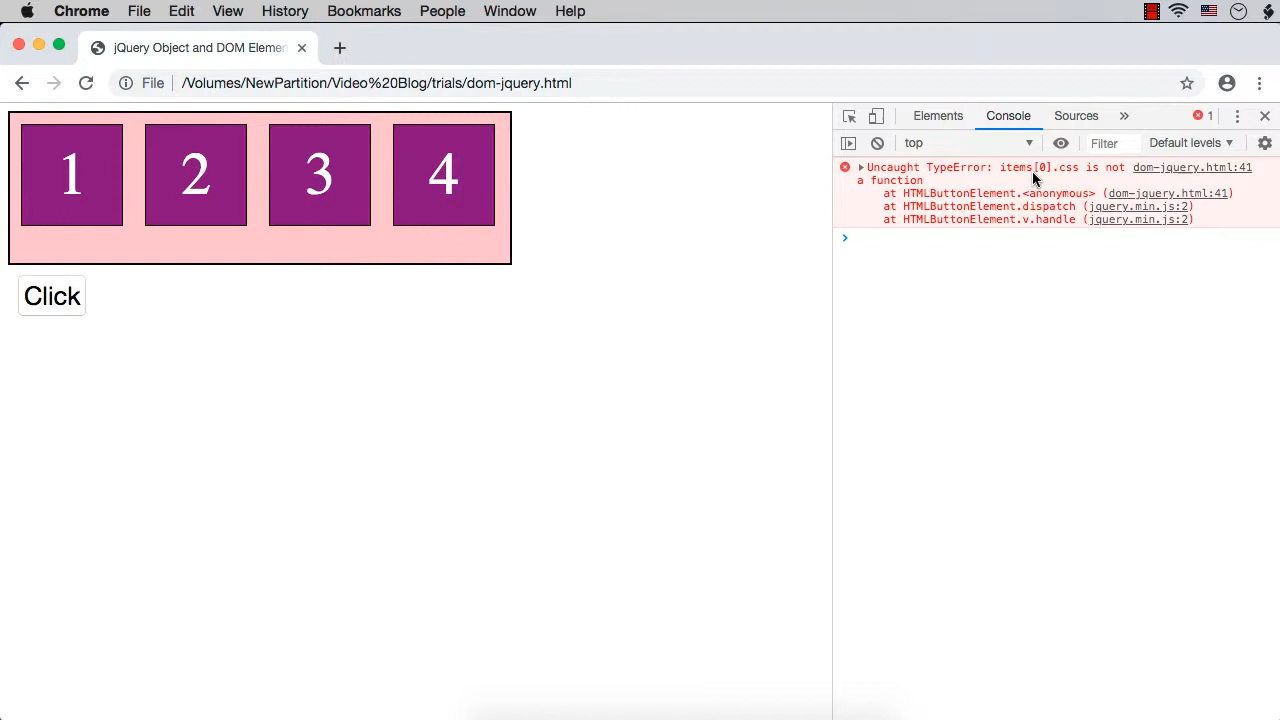 Chrome File Edit View History Bookmarks People Window Help
jQuery Object and DOM Elemen
File /Volumes/NewPartition/Video%20Blog/trials/dom-jquery.html
1 2 3 4
Click
Elements Console Sources 1
top Filter Default levels
Uncaught TypeError: items[0].css is not dom-jquery.html:41
a function
at HTMLButtonElement.<anonymous> (dom-jquery.html:41)
at HTMLButtonElement.dispatch (jquery.min.js:2)
at HTMLButtonElement.v.handle (jquery.min.js:2)